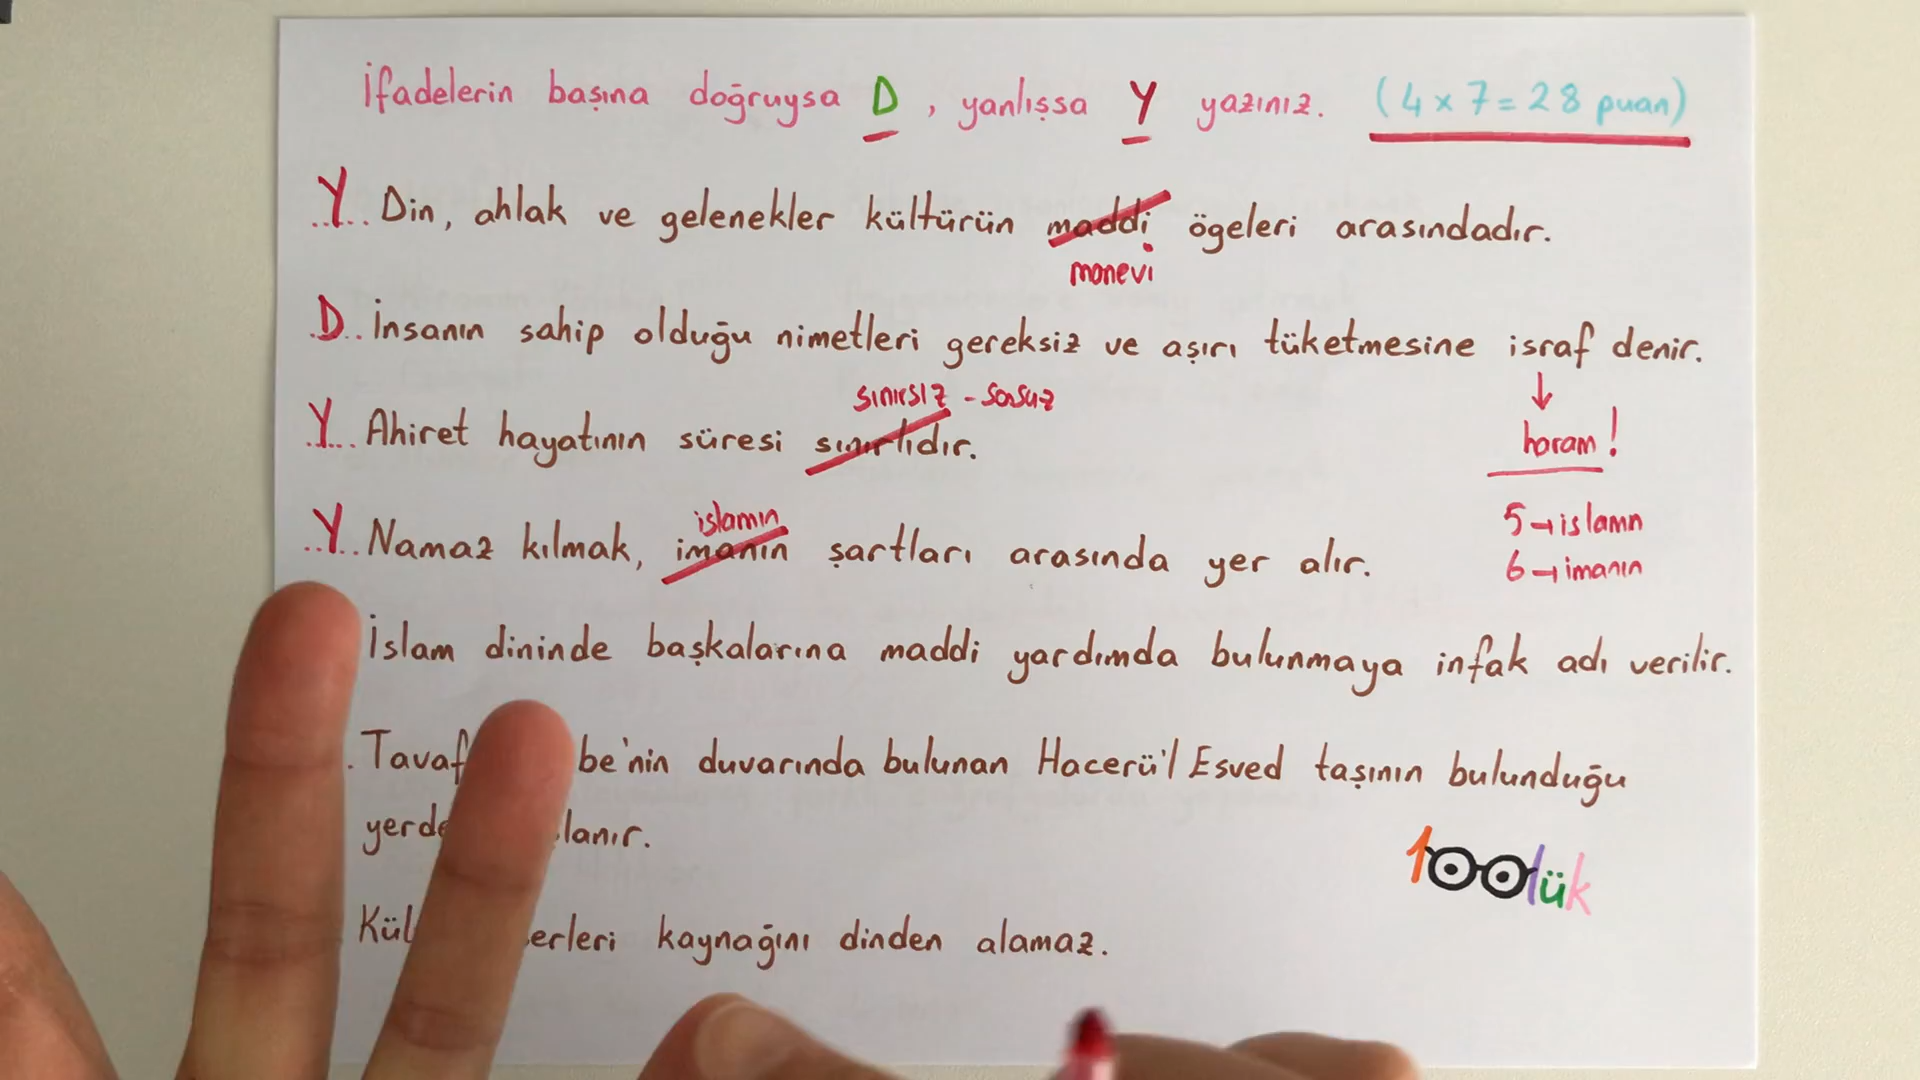 İfadelerin başına doğruysa D, yanlışsa Y yazınız. (4 x 7 = 28 puan)
Y Din, ahlak ve gelenekler kültürün maddi ögeleri arasındadır.
manevi
D İnsanın sahip olduğu nimetleri gereksiz ve aşırı tüketmesine israf denir.
sınırsız - sonsuz
Y Ahiret hayatının süresi sınırlıdır.
haram!
islamın
Y Namaz kılmak, imanın şartları arasında yer alır.
5→islamn
6→imanın
İslam dininde başkalarına maddi yardımda bulunmaya infak adı verilir.
Tavaf be'nin duvarında bulunan Hacerü'l Esved taşının bulunduğu
yerde lanır.
100lük
Kül erleri kaynağını dinden alamaz.